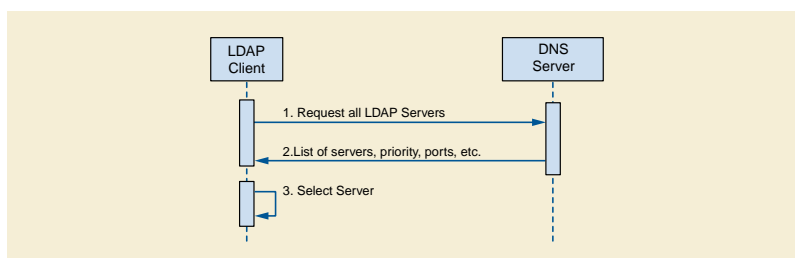 LDAP
Client
DNS
Server
1. Request all LDAP Servers
2.List of servers, priority, ports, etc.
3. Select Server